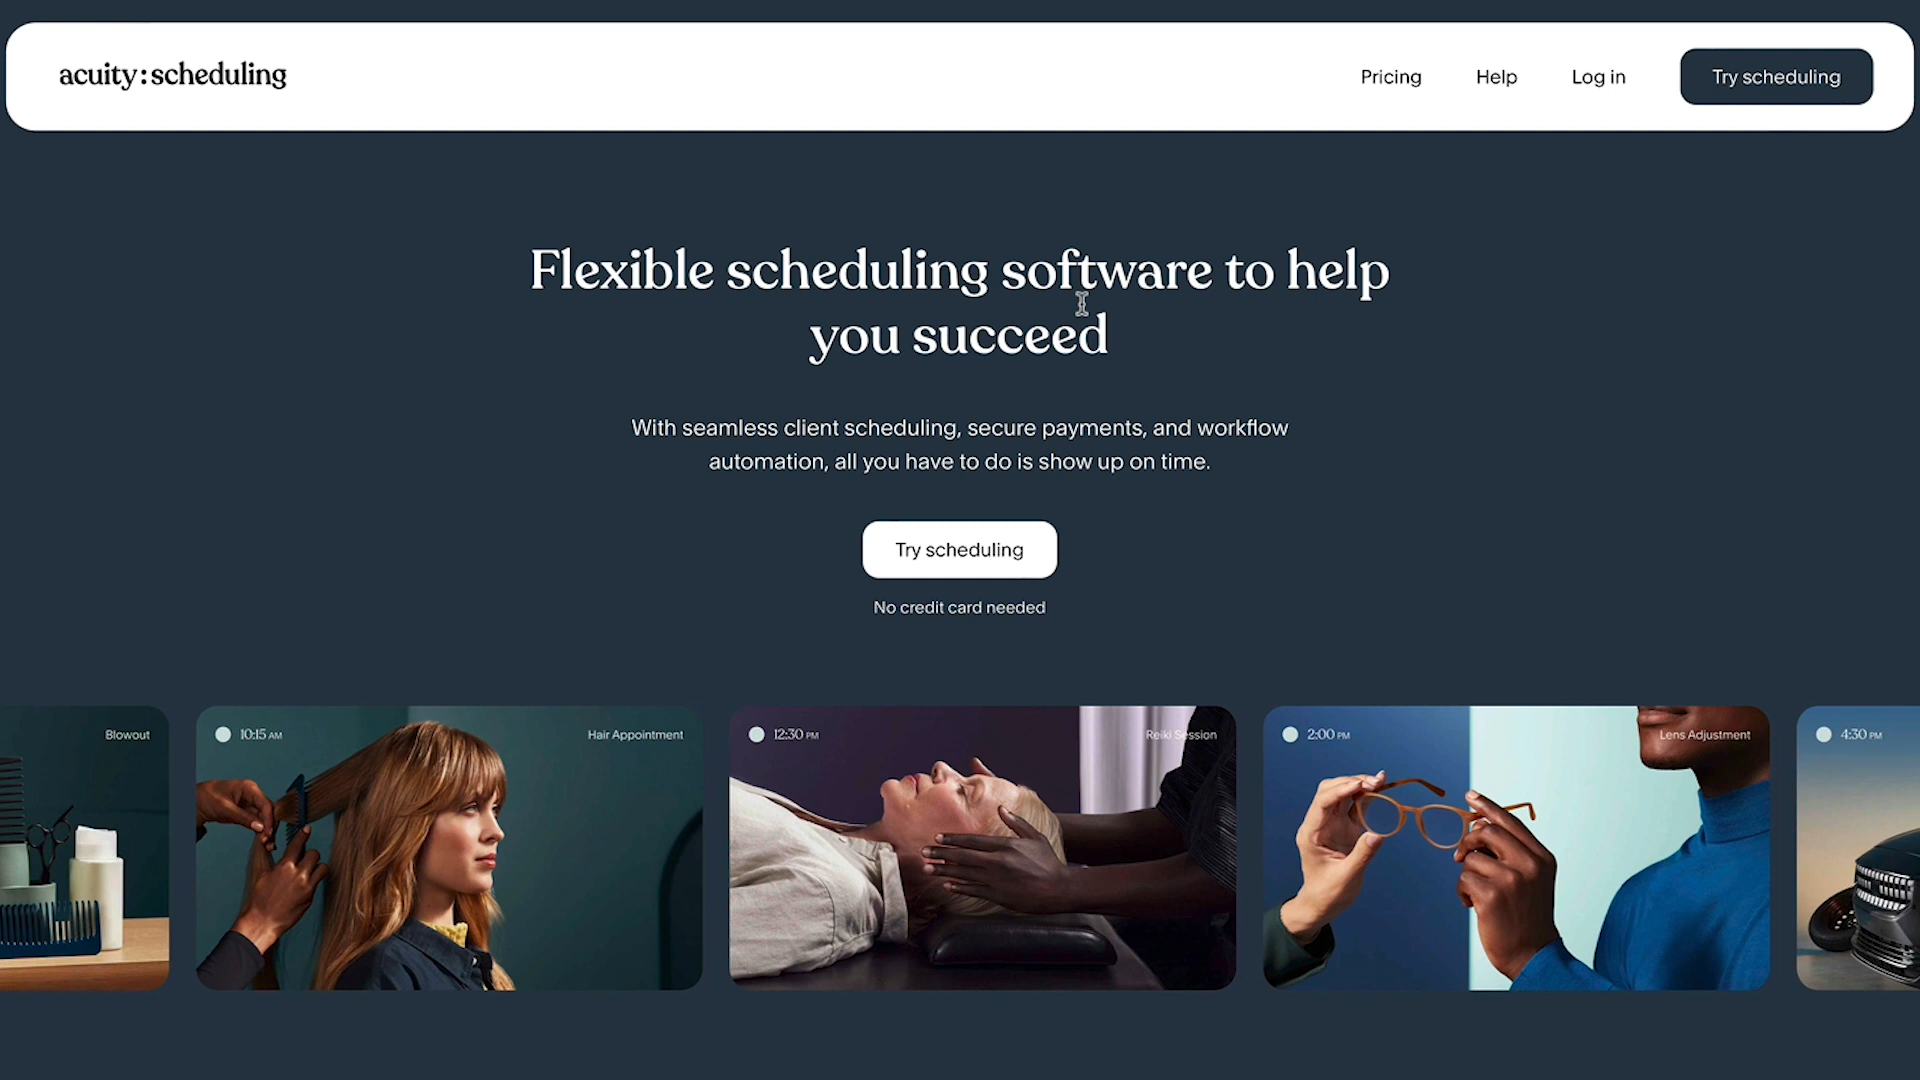 acuity:scheduling
Pricing
Help
Log in
Try scheduling
Flexible scheduling software to help
you succeed
With seamless client scheduling, secure payments, and workflow
automation, all you have to do is show up on time.
Try scheduling
No credit card needed
Blowout
10:15 AM
Hair Appointment
12:30 PM
Reiki Session
2:00 PM
Lens Adjustment
4:30 PM